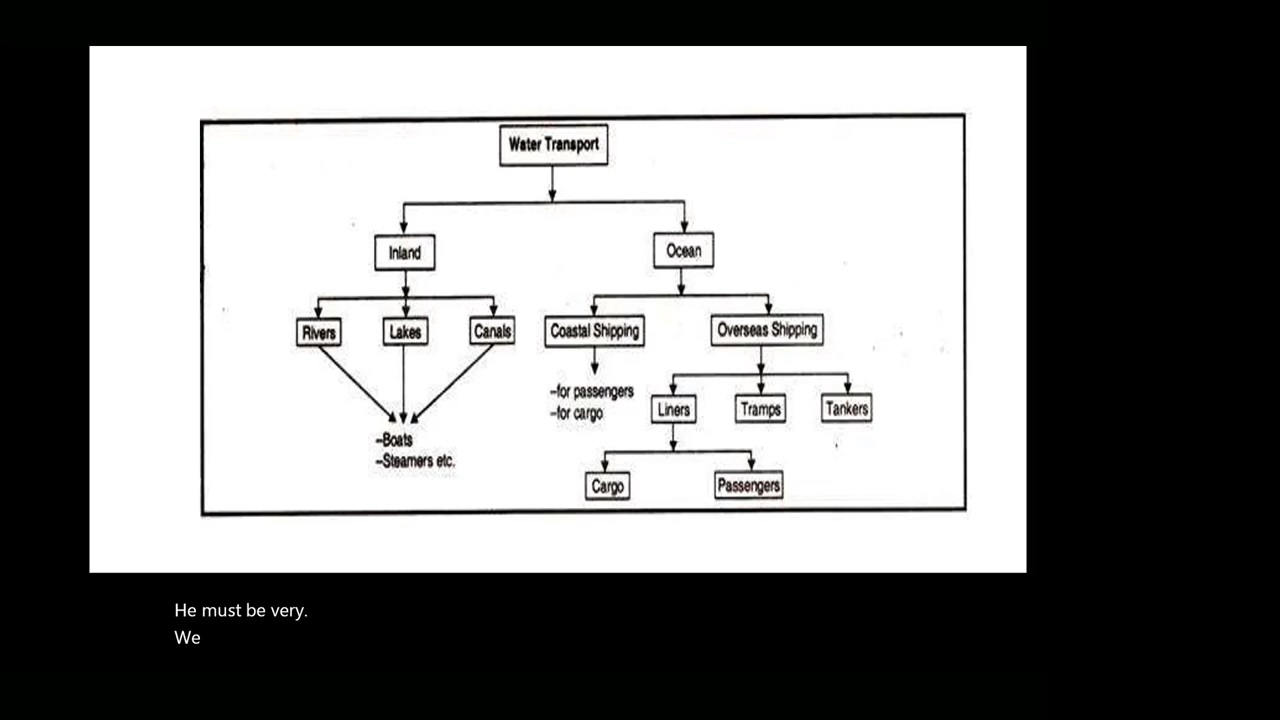 Water Transport
Inland
Ocean
Rivers
Lakes
Canals
Coastal Shipping
Overseas Shipping
–for passengers
–for cargo
Liners
Tramps
Tankers
–Boats
–Steamers etc.
Cargo
Passengers
He must be very.
We